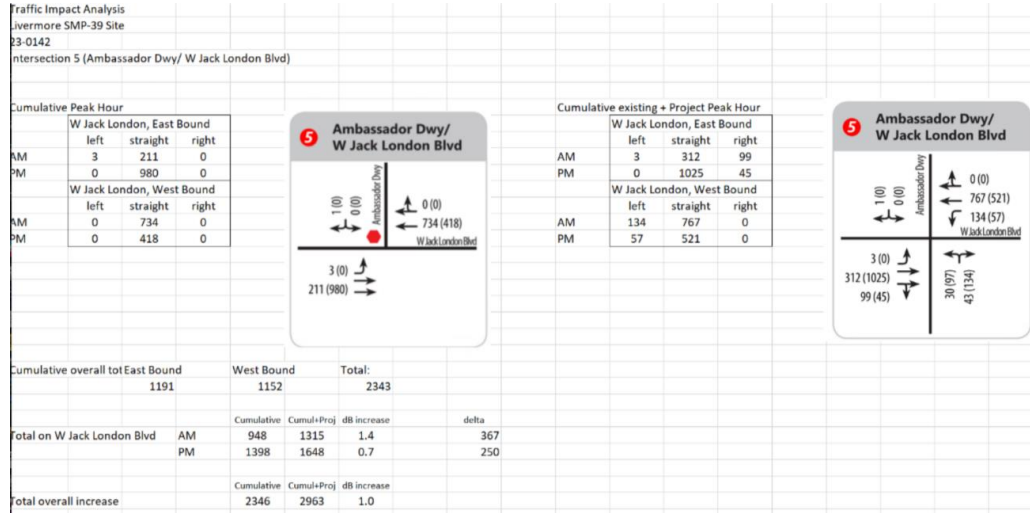 Traffic Impact Analysis
Livermore SMP-39 Site
23-0142
ntersection 5 (Ambassador Dwy/ W Jack London Blvd)
Cumulative Peak Hour
W Jack London, East Bound
left straight right
AM 3 211 0
PM 0 980 0
W Jack London, West Bound
left straight right
AM 0 734 0
PM 0 418 0
5 Ambassador Dwy/
W Jack London Blvd
1 (0)
0 (0)
Ambassador Dwy
0 (0)
734 (418)
W Jack London Blvd
3 (0)
211 (980)
Cumulative existing + Project Peak Hour
W Jack London, East Bound
left straight right
AM 3 312 99
PM 0 1025 45
W Jack London, West Bound
left straight right
AM 134 767 0
PM 57 521 0
5 Ambassador Dwy/
W Jack London Blvd
1 (0)
0 (0)
Ambassador Dwy
0 (0)
767 (521)
134 (57)
W Jack London Blvd
3 (0)
312 (1025)
99 (45)
30 (97)
43 (134)
Cumulative overall tot East Bound West Bound Total:
1191 1152 2343
Cumulative Cumul+Proj dB increase delta
Total on W Jack London Blvd AM 948 1315 1.4 367
PM 1398 1648 0.7 250
Cumulative Cumul+Proj dB increase
Total overall increase 2346 2963 1.0